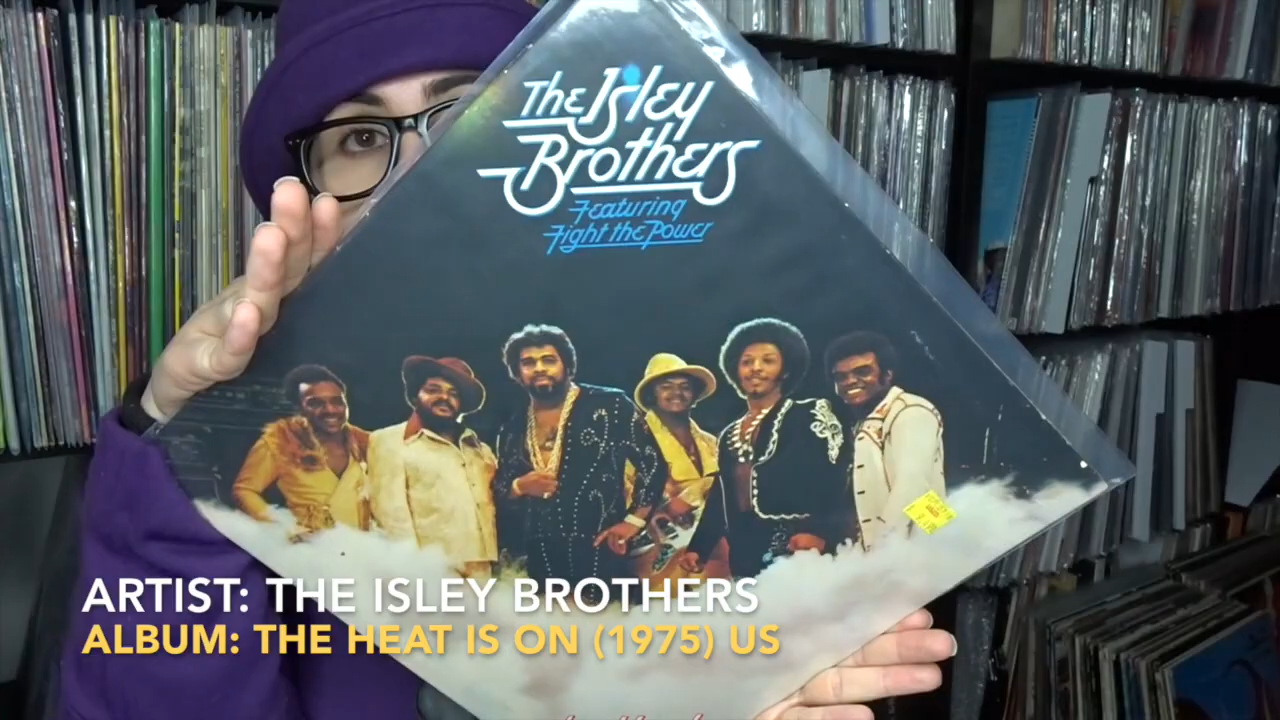 The Isley
Brothers
Featuring
Fight the Power
ARTIST: THE ISLEY BROTHERS
ALBUM: THE HEAT IS ON (1975) US